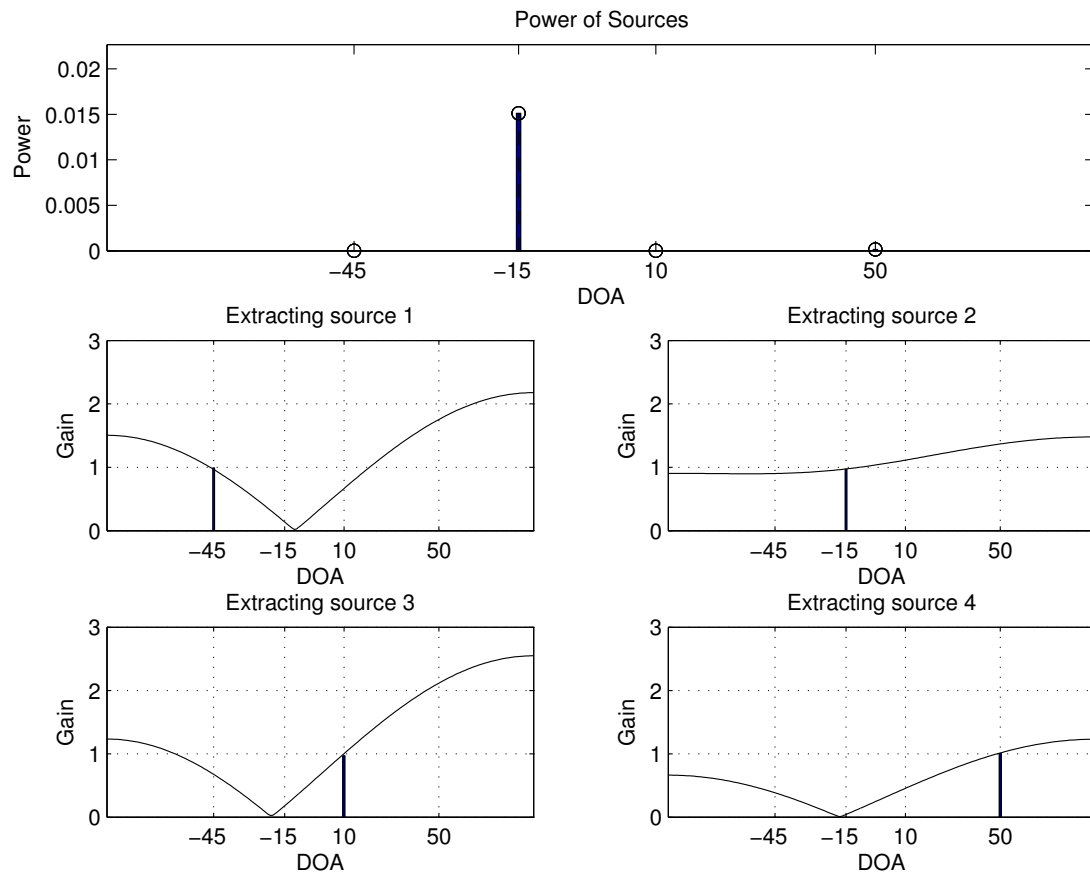 Power of Sources
Power
0.02
0.015
0.01
0.005
0
−45
−15
10
50
DOA
Extracting source 1
Gain
3
2
1
0
−45
−15
10
50
DOA
Extracting source 2
Gain
3
2
1
0
−45
−15
10
50
DOA
Extracting source 3
Gain
3
2
1
0
−45
−15
10
50
DOA
Extracting source 4
Gain
3
2
1
0
−45
−15
10
50
DOA